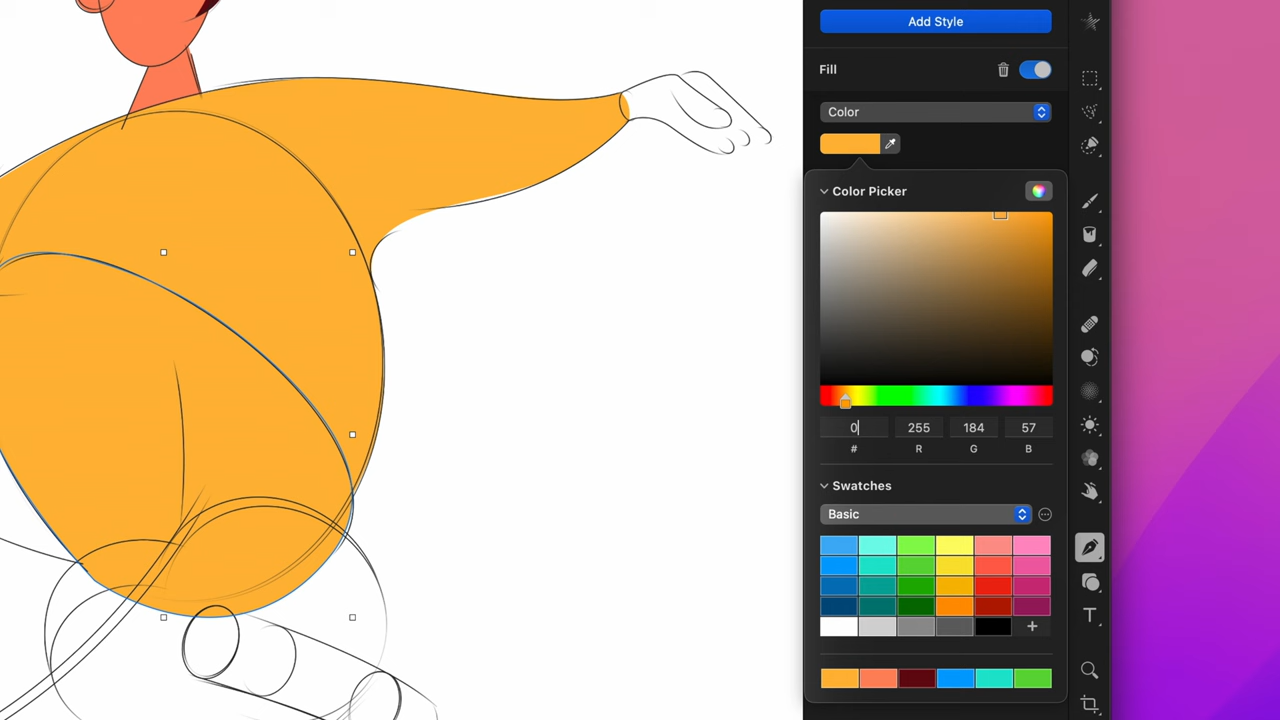 Add Style
Fill
Color
Color Picker
0 255 184 57
# R G B
Swatches
Basic